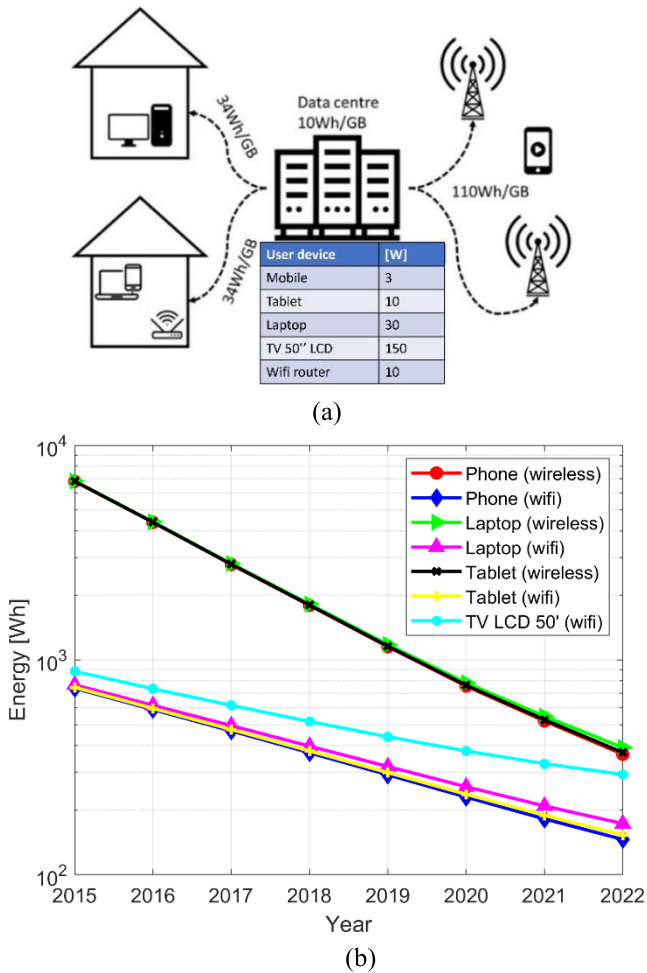 34Wh/GB
Data centre
10Wh/GB
110Wh/GB
34Wh/GB
User device [W]
Mobile 3
Tablet 10
Laptop 30
TV 50’’ LCD 150
Wifi router 10
(a)
10^4
Phone (wireless)
Phone (wifi)
Laptop (wireless)
Laptop (wifi)
Tablet (wireless)
Tablet (wifi)
TV LCD 50' (wifi)
Energy [Wh]
10^3
10^2
2015 2016 2017 2018 2019 2020 2021 2022
Year
(b)